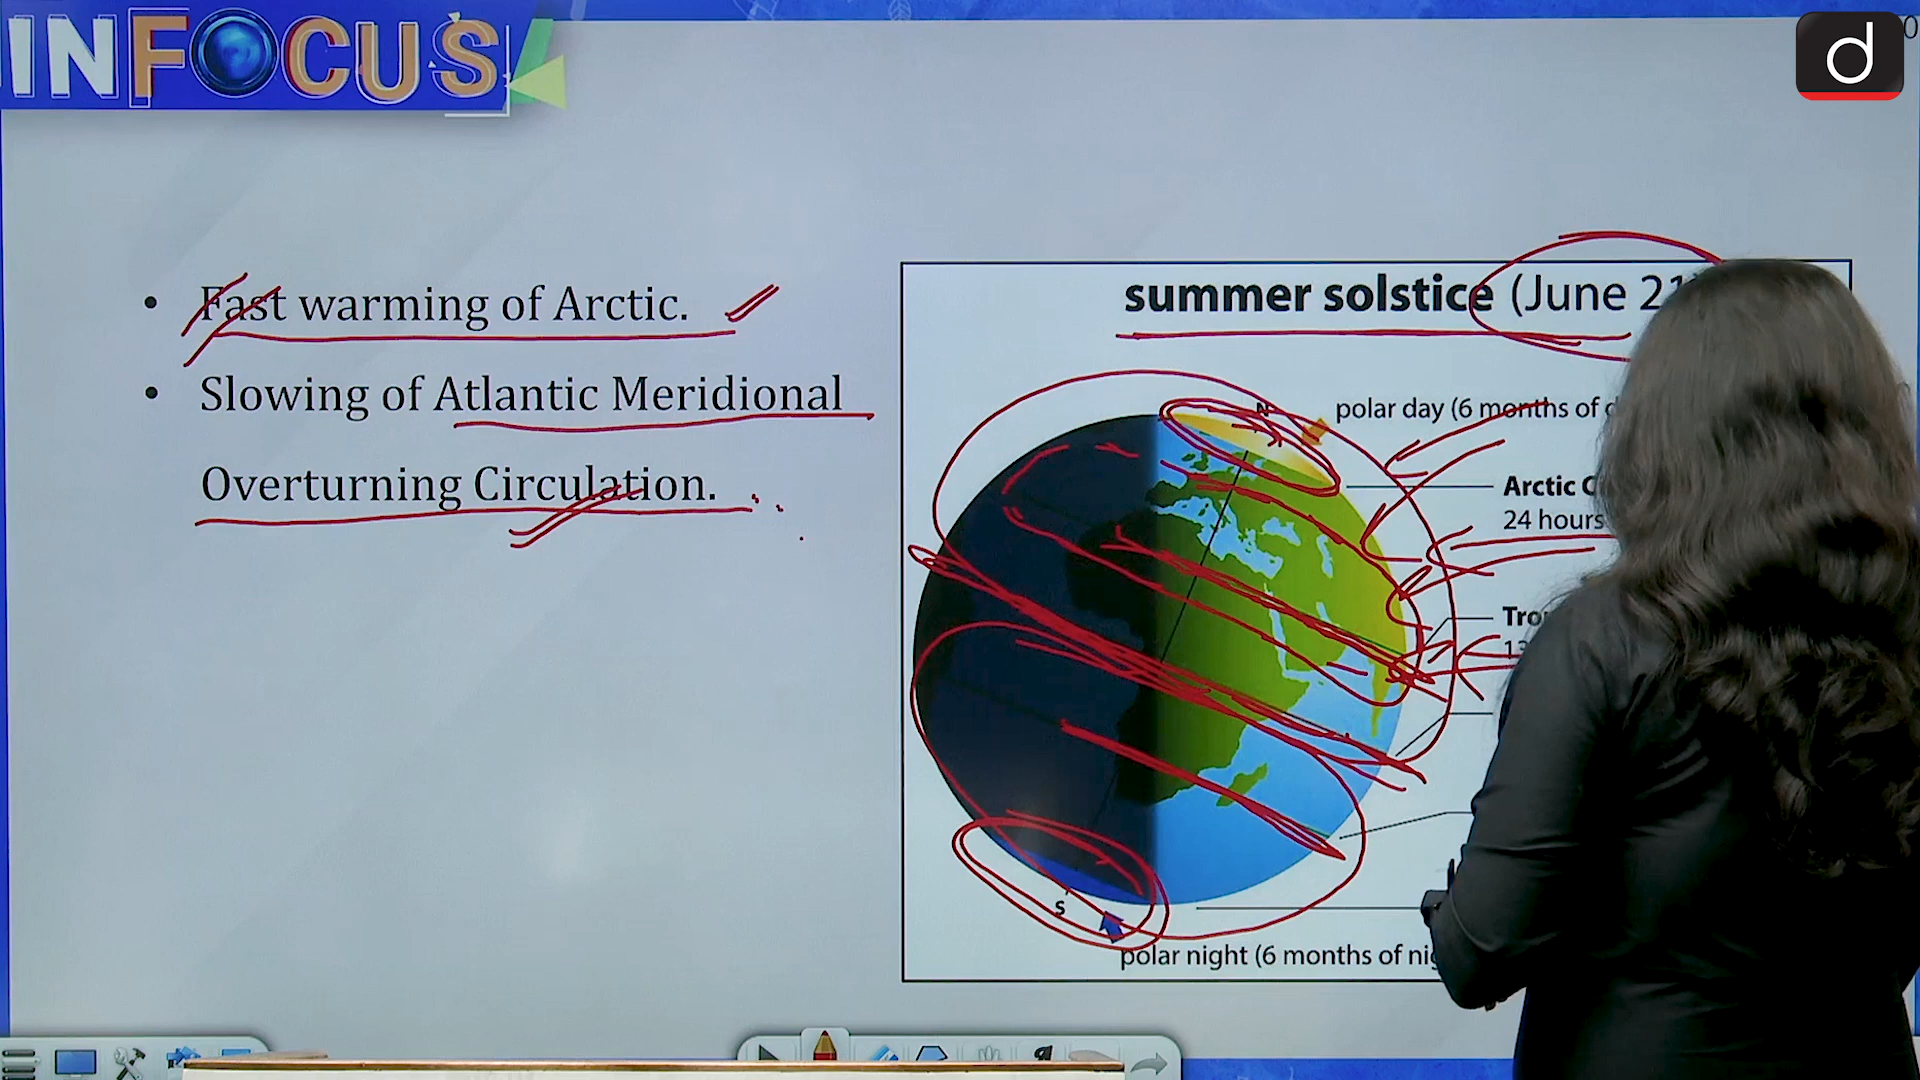 INFOCUS
d
• Fast warming of Arctic.
• Slowing of Atlantic Meridional
Overturning Circulation.
summer solstice (June 21
N
polar day (6 months of
Arctic
24 hours
13
S
polar night (6 months of